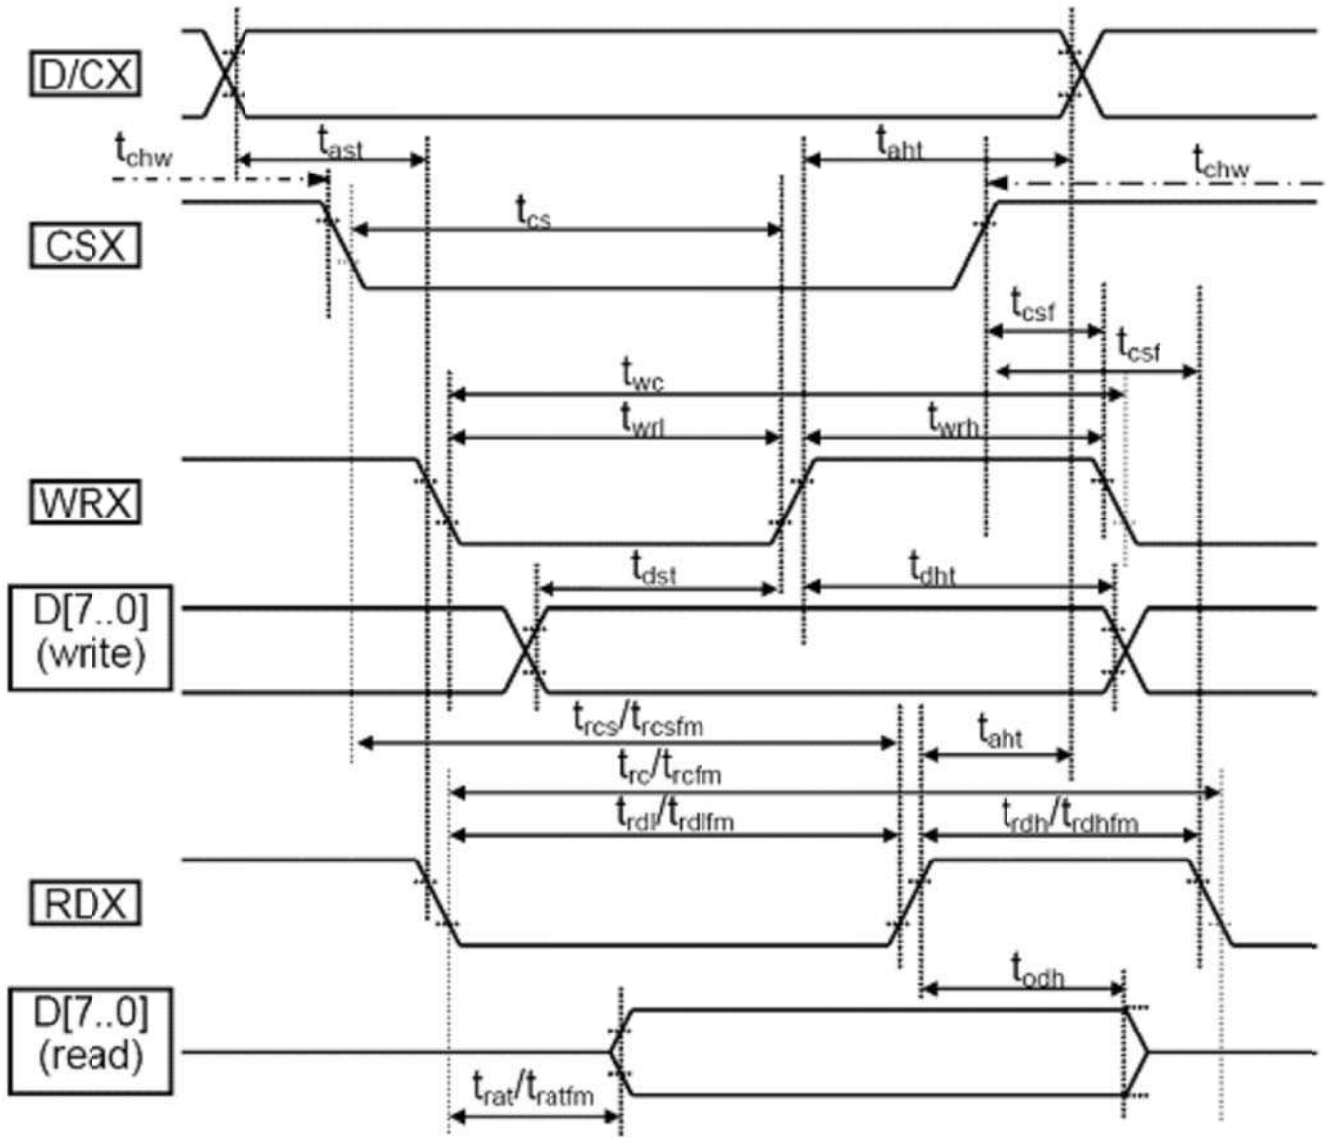 D/CX
tchw
tast
taht
tchw
tcs
CSX
tcsf
tcsf
twc
twrl
twrh
WRX
tdst
tdht
D[7..0]
(write)
trcs/trcsfm
taht
trc/trcfm
trdl/trdlfm
trdh/trdhfm
RDX
todh
D[7..0]
(read)
trat/tratfm